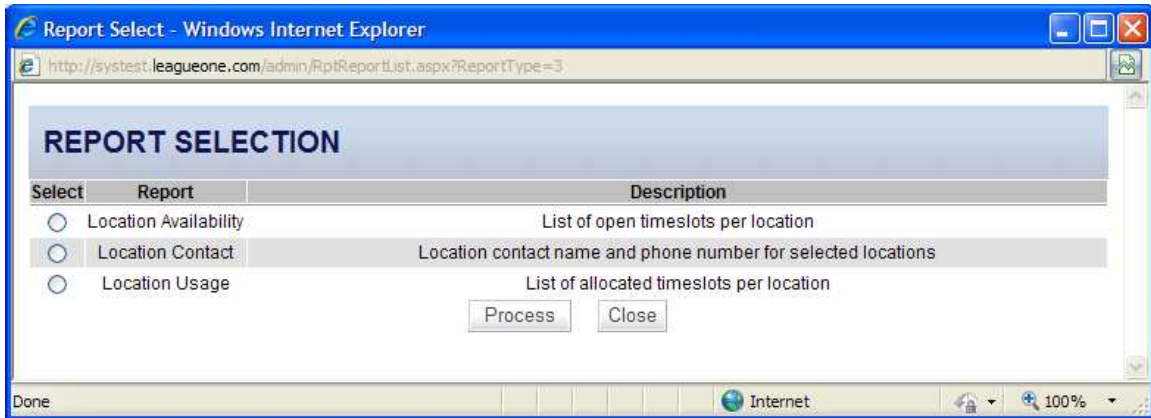 Report Select - Windows Internet Explorer
http://systest.leagueone.com/admin/RptReportList.aspx?ReportType=3
REPORT SELECTION
Select Report Description
Location Availability List of open timeslots per location
Location Contact Location contact name and phone number for selected locations
Location Usage List of allocated timeslots per location
Process Close
Done Internet 100%